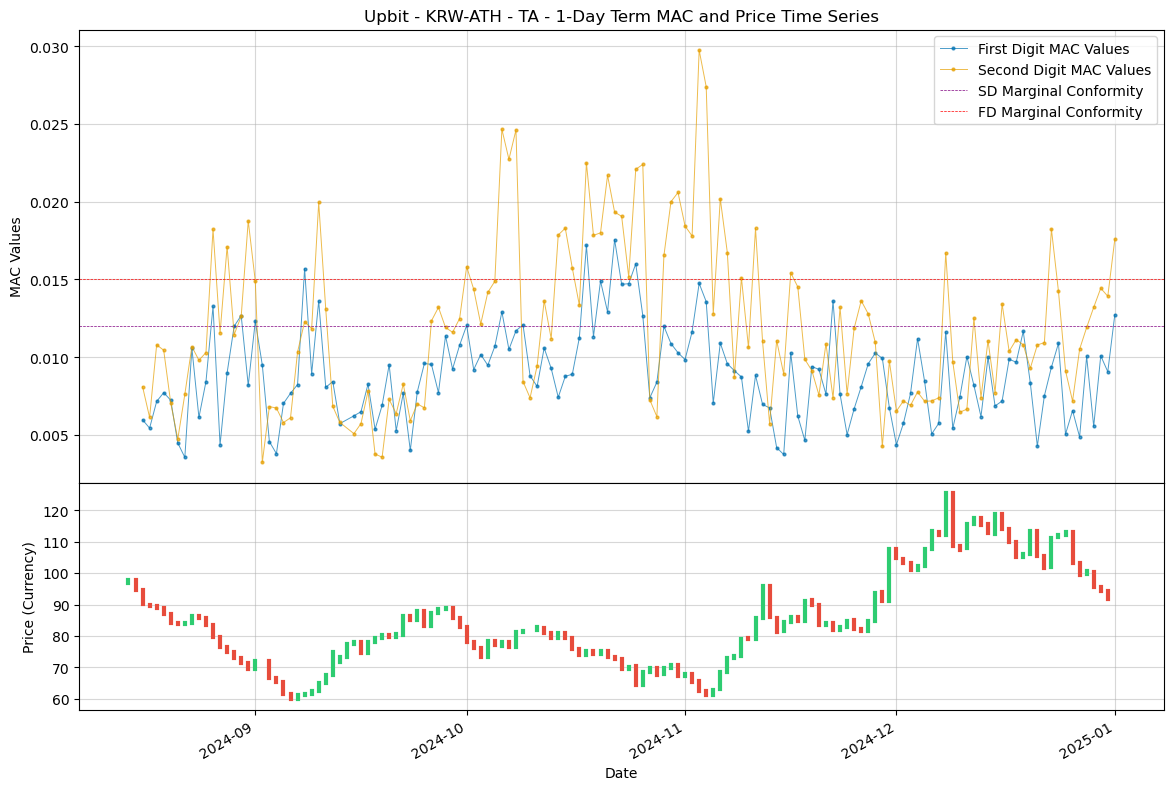 Upbit - KRW-ATH - TA - 1-Day Term MAC and Price Time Series
First Digit MAC Values
Second Digit MAC Values
SD Marginal Conformity
FD Marginal Conformity
MAC Values
0.030
0.025
0.020
0.015
0.010
0.005
Price (Currency)
120
110
100
90
80
70
60
2024-09
2024-10
2024-11
2024-12
2025-01
Date